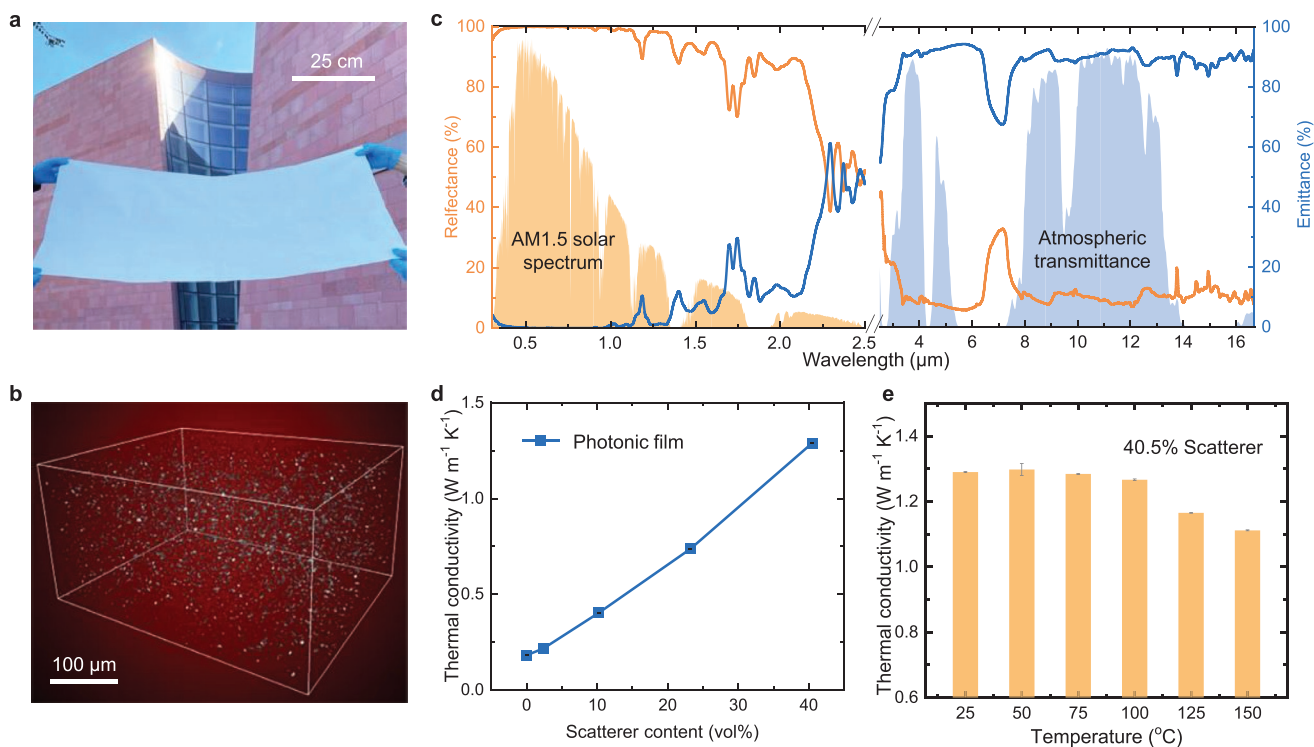 a
25 cm
b
100 µm
c
100
80
60
40
20
0
Relfectance (%)
AM1.5 solar
spectrum
Atmospheric
transmittance
0.5
1.0
1.5
2.0
2.5
4
6
8
10
12
14
16
Wavelength (µm)
100
80
60
40
20
0
Emittance (%)
d
1.5
1.0
0.5
0.0
Thermal conductivity (W m⁻¹ K⁻¹)
Photonic film
0
10
20
30
40
Scatterer content (vol%)
e
1.4
1.2
1.0
0.8
0.6
Thermal conductivity (W m⁻¹ K⁻¹)
40.5% Scatterer
25
50
75
100
125
150
Temperature (°C)